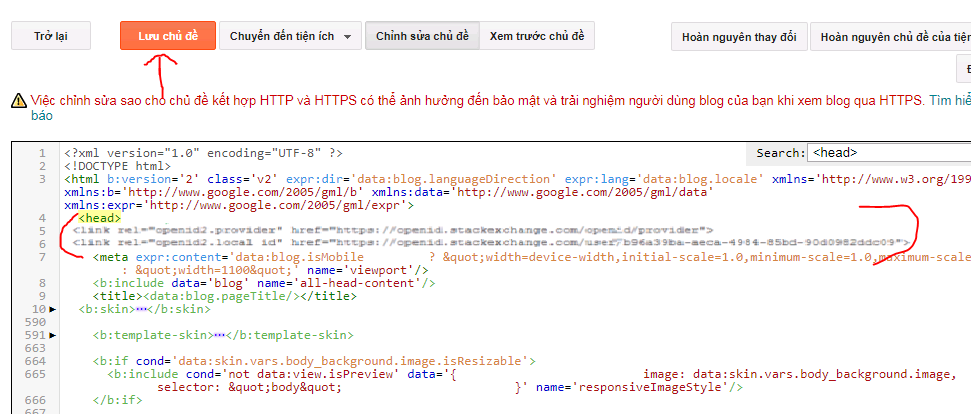 Trở lại Lưu chủ đề Chuyển đến tiện ích Chỉnh sửa chủ đề Xem trước chủ đề Hoàn nguyên thay đổi Hoàn nguyên chủ đề của tiện
Việc chỉnh sửa sao cho chủ đề kết hợp HTTP và HTTPS có thể ảnh hưởng đến bảo mật và trải nghiệm người dùng blog của bạn khi xem blog qua HTTPS. Tìm hiể
báo
Search: <head>
1 <?xml version="1.0" encoding="UTF-8" ?>
2 <!DOCTYPE html>
3 <html b:version='2' class='v2' expr:dir='data:blog.languageDirection' expr:lang='data:blog.locale' xmlns='http://www.w3.org/199
xmlns:b='http://www.google.com/2005/gml/b' xmlns:data='http://www.google.com/2005/gml/data'
xmlns:expr='http://www.google.com/2005/gml/expr'>
4 <head>
5 <link rel="openid2.provider" href="https://openid.stackexchange.com/openid/provider">
6 <link rel="openid2.local_id" href="https://openid.stackexchange.com/user/7b96a39ba-aeca-4984-85bd-90d0982ddc09">
7 <meta expr:content='data:blog.isMobile ? &quot;width=device-width,initial-scale=1.0,minimum-scale=1.0,maximum-scale
: &quot;width=1100&quot;' name='viewport'/>
8 <b:include data='blog' name='all-head-content'/>
9 <title><data:blog.pageTitle/></title>
10 <b:skin>⋯</b:skin>
590
591 <b:template-skin>⋯</b:template-skin>
663
664 <b:if cond='data:skin.vars.body_background.image.isResizable'>
665 <b:include cond='not data:view.isPreview' data='{ image: data:skin.vars.body_background.image,
selector: &quot;body&quot; }' name='responsiveImageStyle'/>
666 </b:if>